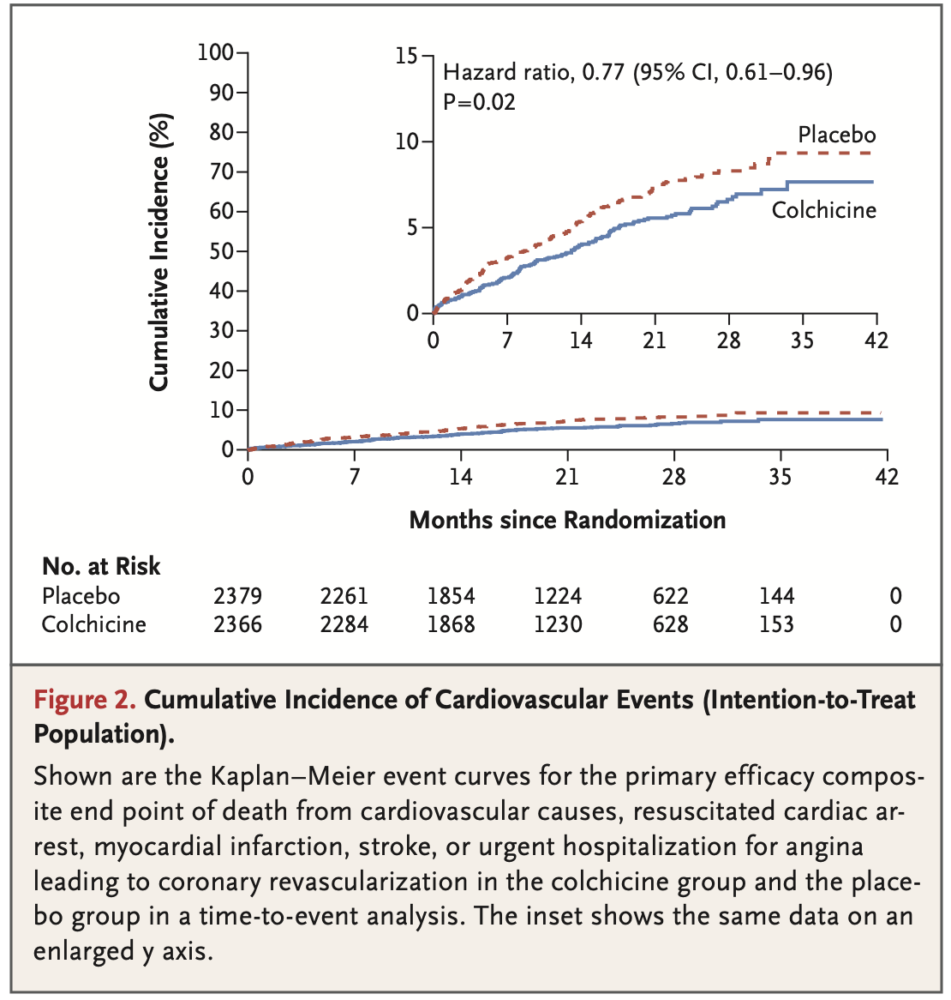 100
90
80
70
60
50
40
30
20
10
0
Cumulative Incidence (%)
15
10
5
0
Hazard ratio, 0.77 (95% CI, 0.61–0.96)
P=0.02
Placebo
Colchicine
0 7 14 21 28 35 42
0 7 14 21 28 35 42
Months since Randomization
No. at Risk
Placebo 2379 2261 1854 1224 622 144 0
Colchicine 2366 2284 1868 1230 628 153 0
Figure 2. Cumulative Incidence of Cardiovascular Events (Intention-to-Treat
Population).
Shown are the Kaplan–Meier event curves for the primary efficacy compos-
ite end point of death from cardiovascular causes, resuscitated cardiac ar-
rest, myocardial infarction, stroke, or urgent hospitalization for angina
leading to coronary revascularization in the colchicine group and the place-
bo group in a time-to-event analysis. The inset shows the same data on an
enlarged y axis.